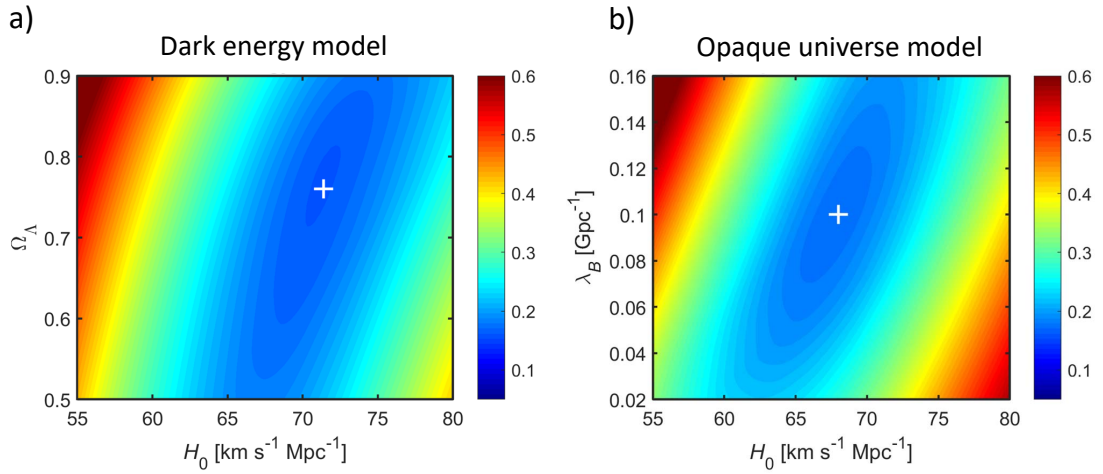 a)
Dark energy model
0.9
0.8
0.7
0.6
0.5
Ω_Λ
55 60 65 70 75 80
H₀ [km s⁻¹ Mpc⁻¹]
0.6
0.5
0.4
0.3
0.2
0.1
b)
Opaque universe model
0.16
0.14
0.12
0.1
0.08
0.06
0.04
0.02
λ_B [Gpc⁻¹]
55 60 65 70 75 80
H₀ [km s⁻¹ Mpc⁻¹]
0.6
0.5
0.4
0.3
0.2
0.1